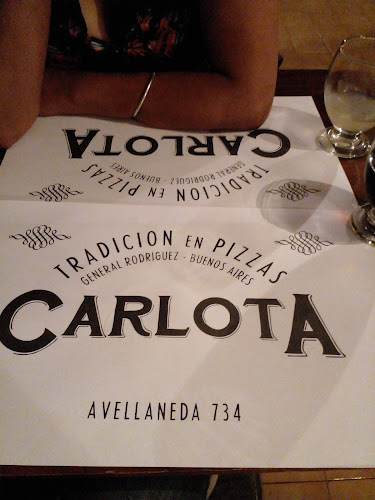 CARLOTA
TRADICION EN PIZZAS
GENERAL RODRIGUEZ - BUENOS AIRES
TRADICION EN PIZZAS
GENERAL RODRIGUEZ - BUENOS AIRES
CARLOTA
AVELLANEDA 734